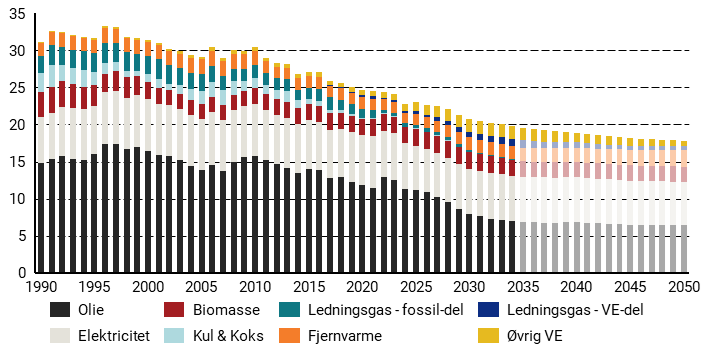 35
30
25
20
15
10
5
0
1990 1995 2000 2005 2010 2015 2020 2025 2030 2035 2040 2045 2050
Olie Biomasse Ledningsgas - fossil-del Ledningsgas - VE-del
Elektricitet Kul & Koks Fjernvarme Øvrig VE